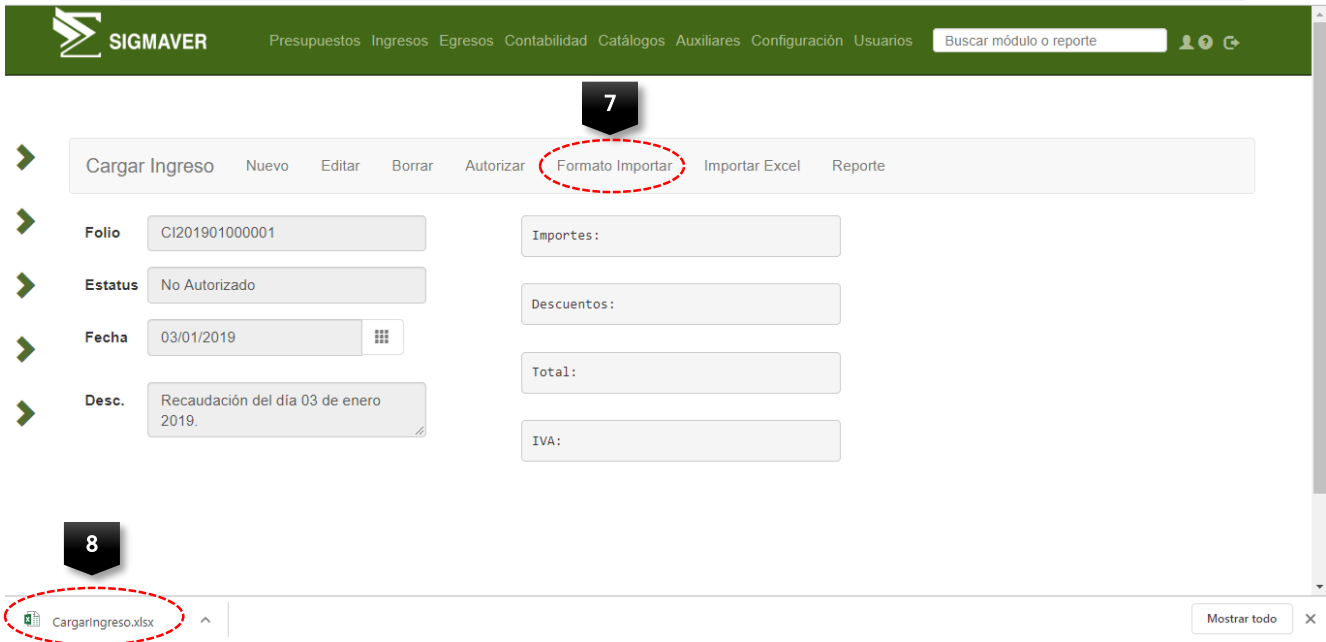 SIGMAVER
Presupuestos Ingresos Egresos Contabilidad Catálogos Auxiliares Configuración Usuarios Buscar módulo o reporte
7
Cargar Ingreso Nuevo Editar Borrar Autorizar Formato Importar Importar Excel Reporte
Folio CI201901000001
Importes:
Estatus No Autorizado
Descuentos:
Fecha 03/01/2019
Total:
Desc. Recaudación del día 03 de enero
2019.
IVA:
8
CargarIngreso.xlsx
Mostrar todo